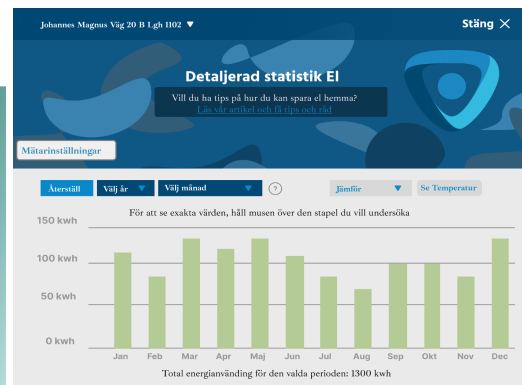 Johannes Magnus Väg 20 B Lgh 1102 ▼
Stäng ✕
Detaljerad statistik El
Vill du ha tips på hur du kan spara el hemma?
Läs vår artikel och få tips och råd
Mätarinställningar
Återställ
Välj år ▼
Välj månad ▼
?
Jämför ▼
Se Temperatur
För att se exakta värden, håll musen över den stapel du vill undersöka
150 kwh
100 kwh
50 kwh
0 kwh
Jan Feb Mar Apr Maj Jun Jul Aug Sep Okt Nov Dec
Total energianvänding för den valda perioden: 1300 kwh